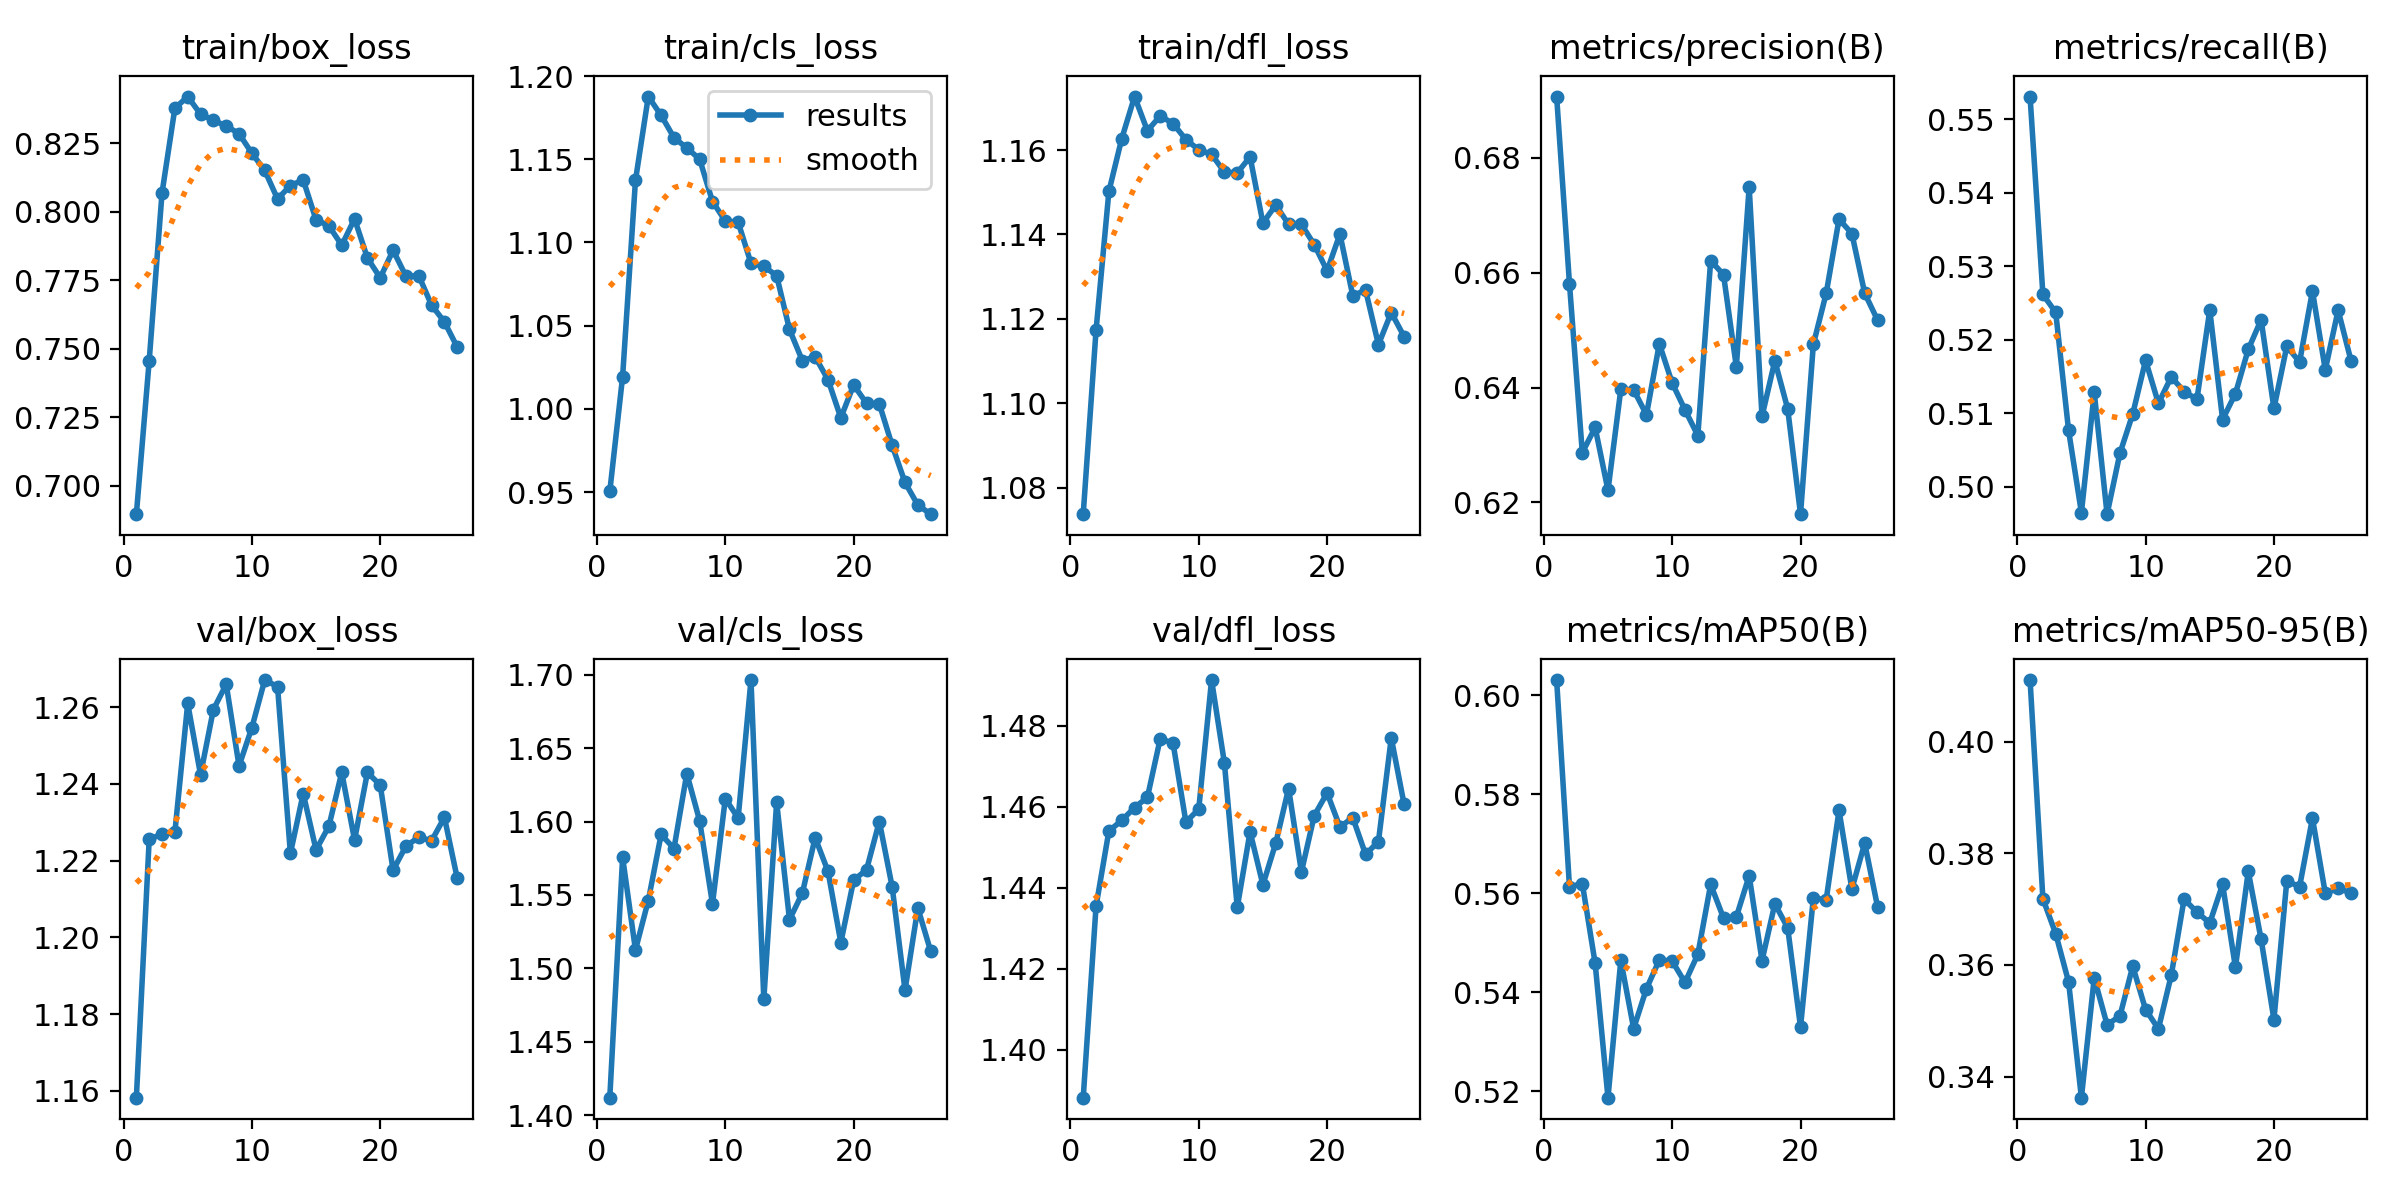 train/box_loss
0.825
0.800
0.775
0.750
0.725
0.700
0 10 20
train/cls_loss
1.20
1.15
1.10
1.05
1.00
0.95
0 10 20
results
smooth
train/dfl_loss
1.16
1.14
1.12
1.10
1.08
0 10 20
metrics/precision(B)
0.68
0.66
0.64
0.62
0 10 20
metrics/recall(B)
0.55
0.54
0.53
0.52
0.51
0.50
0 10 20
val/box_loss
1.26
1.24
1.22
1.20
1.18
1.16
0 10 20
val/cls_loss
1.70
1.65
1.60
1.55
1.50
1.45
1.40
0 10 20
val/dfl_loss
1.48
1.46
1.44
1.42
1.40
0 10 20
metrics/mAP50(B)
0.60
0.58
0.56
0.54
0.52
0 10 20
metrics/mAP50-95(B)
0.40
0.38
0.36
0.34
0 10 20